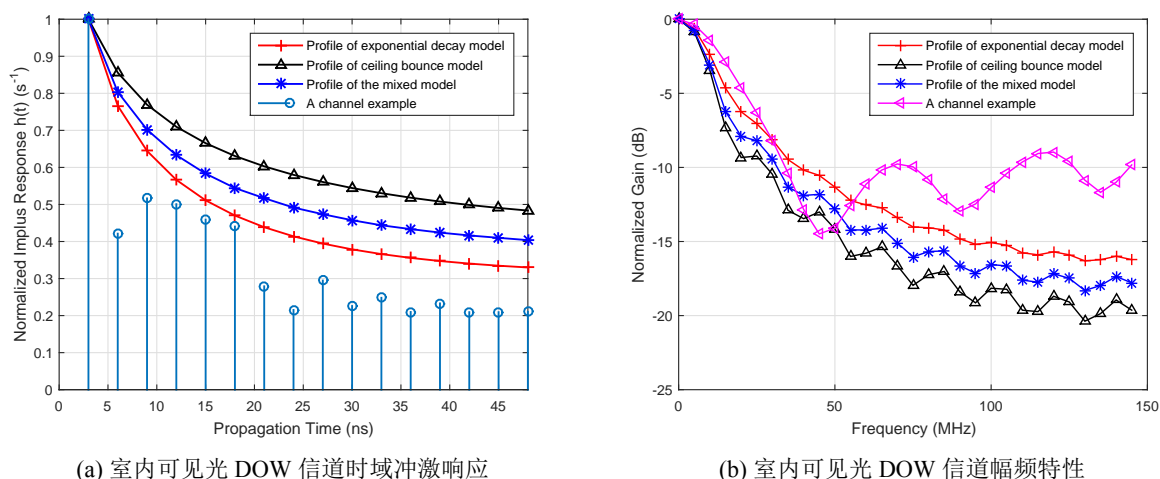 Normalized Implus Response h(t) (s⁻¹)
1
0.9
0.8
0.7
0.6
0.5
0.4
0.3
0.2
0.1
0
Profile of exponential decay model
Profile of ceiling bounce model
Profile of the mixed model
A channel example
0 5 10 15 20 25 30 35 40 45
Propagation Time (ns)
(a) 室内可见光 DOW 信道时域冲激响应
Normalized Gain (dB)
0
-5
-10
-15
-20
-25
Profile of exponential decay model
Profile of ceiling bounce model
Profile of the mixed model
A channel example
0 50 100 150
Frequency (MHz)
(b) 室内可见光 DOW 信道幅频特性